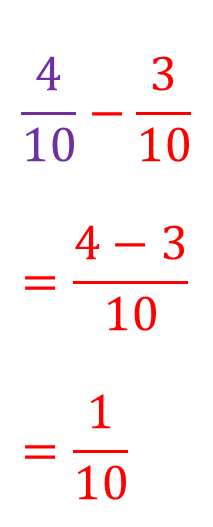 4/10 − 3/10
= (4 − 3)/10
= 1/10